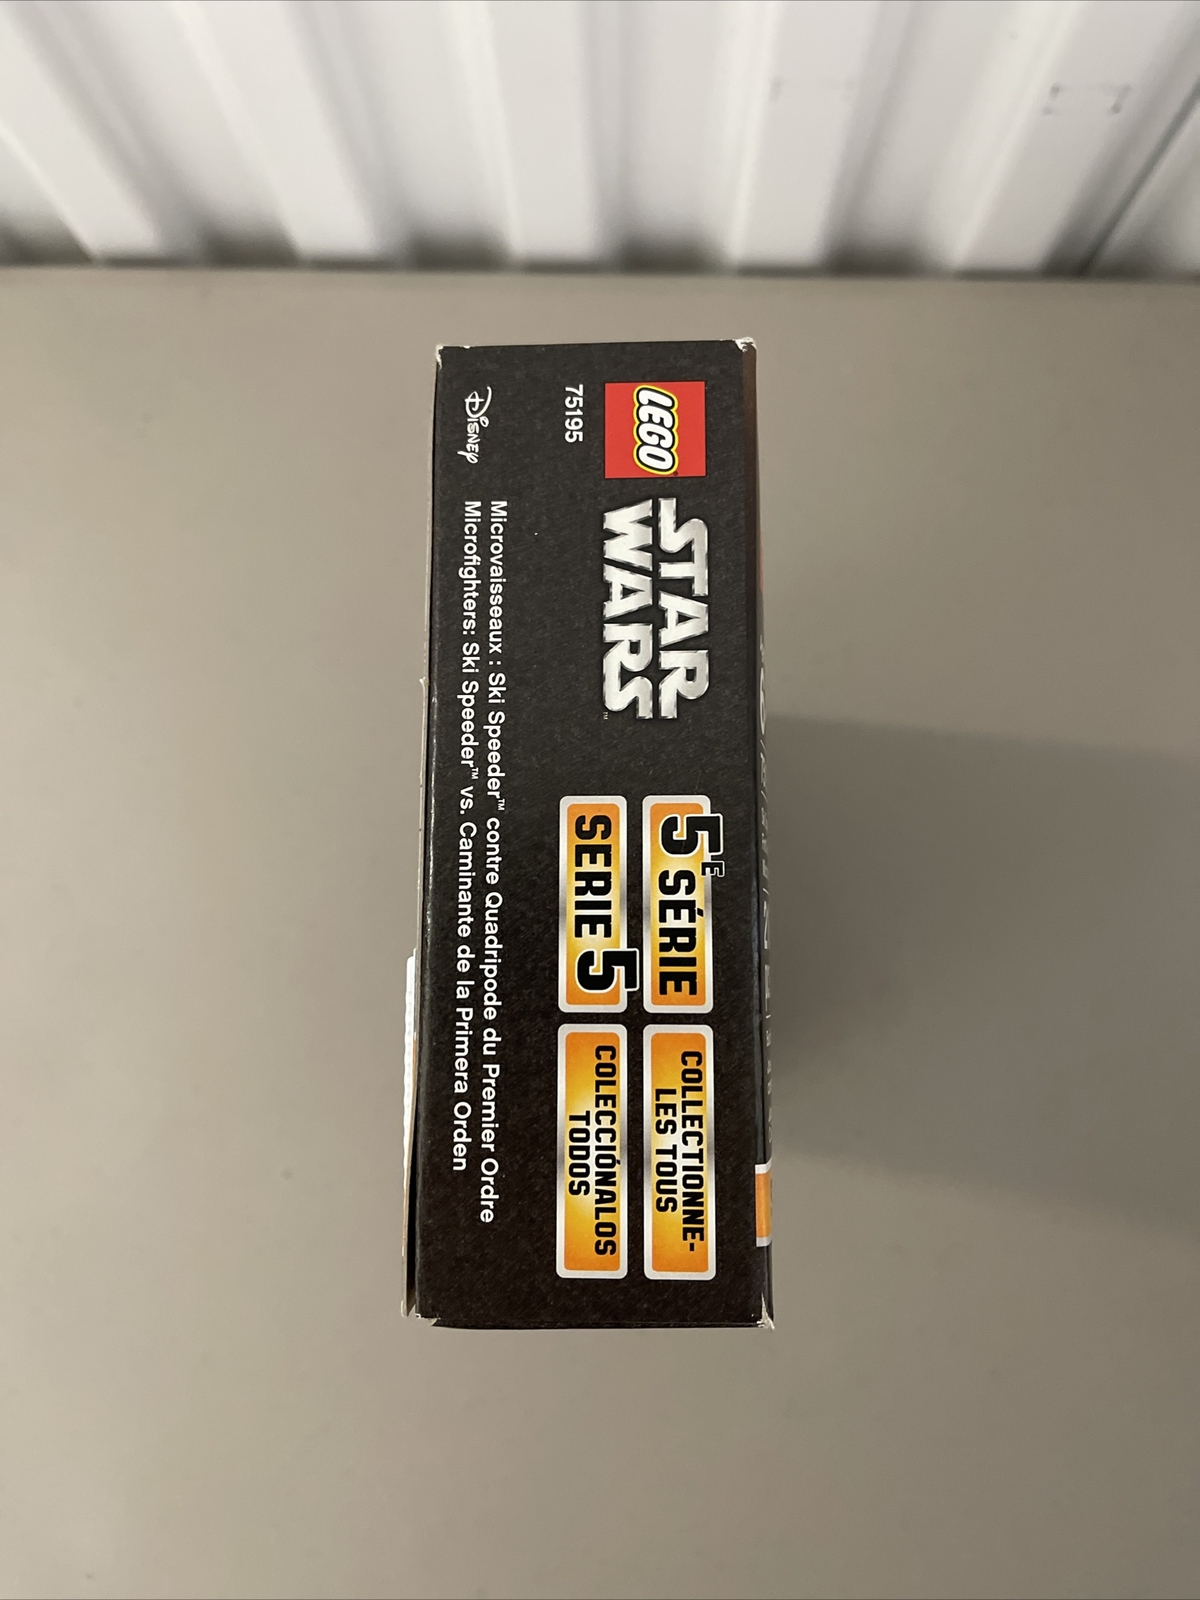 LEGO
STAR
WARS™
75195
5E SÉRIE
SERIE 5
COLLECTIONNE-
LES TOUS
COLECCIÓNALOS
TODOS
Disney
Microvaisseaux : Ski Speeder™ contre Quadripode du Premier Ordre
Microfighters: Ski Speeder™ vs. Caminante de la Primera Orden